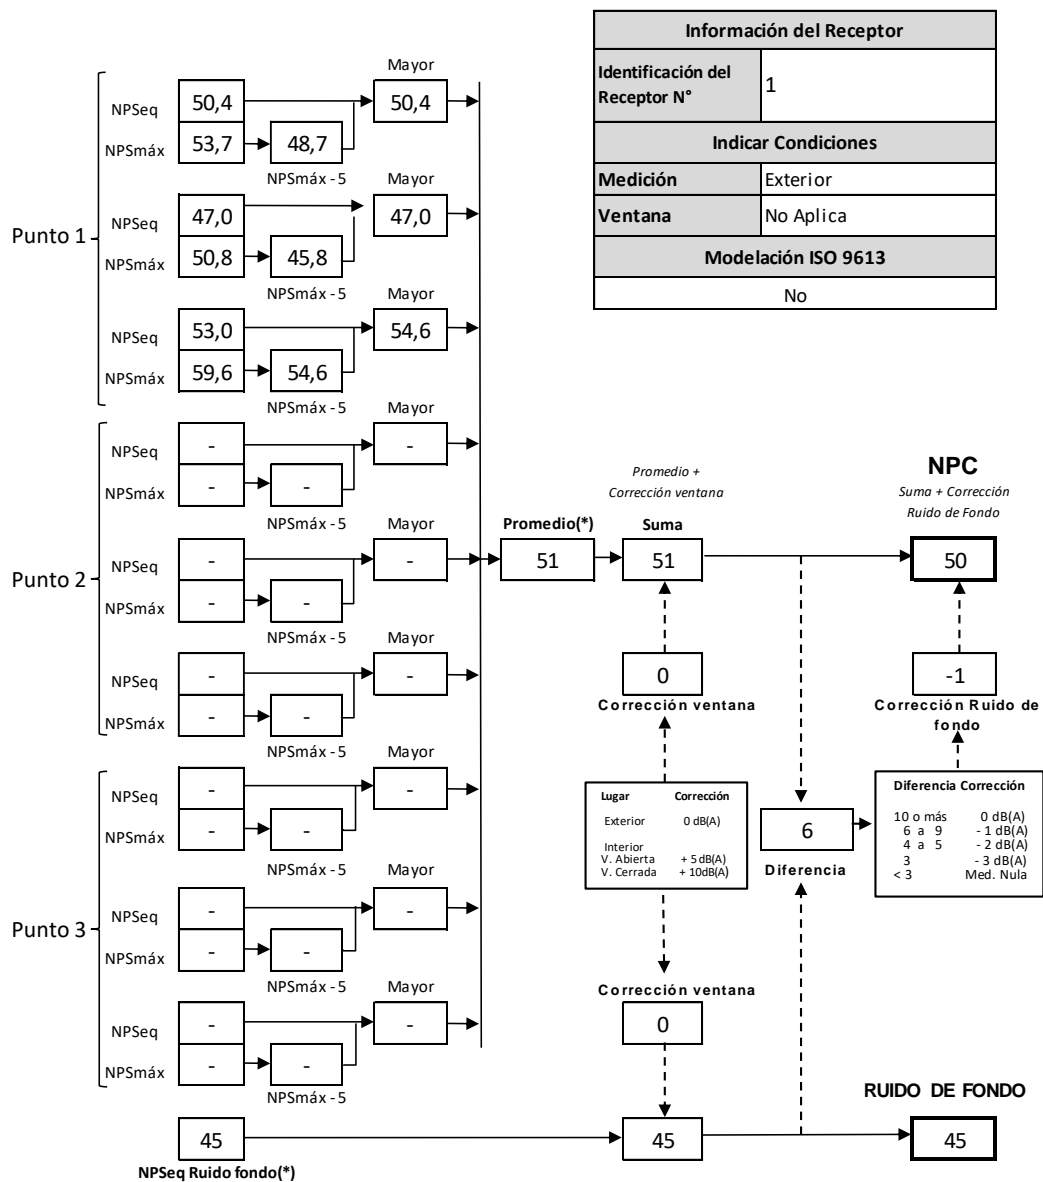 Información del Receptor
Identificación del
Receptor N°
1
Indicar Condiciones
Medición
Exterior
Ventana
No Aplica
Modelación ISO 9613
No
Punto 1
Mayor
NPSeq
50,4
50,4
NPSmáx
53,7
48,7
NPSmáx - 5
Mayor
NPSeq
47,0
47,0
NPSmáx
50,8
45,8
NPSmáx - 5
Mayor
NPSeq
53,0
54,6
NPSmáx
59,6
54,6
NPSmáx - 5
Punto 2
Mayor
NPSeq
-
-
NPSmáx
-
-
NPSmáx - 5
Mayor
NPSeq
-
-
NPSmáx
-
-
NPSmáx - 5
Mayor
NPSeq
-
-
NPSmáx
-
-
NPSmáx - 5
Punto 3
Mayor
NPSeq
-
-
NPSmáx
-
-
NPSmáx - 5
Mayor
NPSeq
-
-
NPSmáx
-
-
NPSmáx - 5
Mayor
NPSeq
-
-
NPSmáx
-
-
NPSmáx - 5
Promedio(*)
51
Promedio +
Corrección ventana
Suma
51
0
Corrección ventana
Lugar Corrección
Exterior 0 dB(A)
Interior
V. Abierta + 5 dB(A)
V. Cerrada + 10dB(A)
Corrección ventana
0
6
Diferencia
NPC
Suma + Corrección
Ruido de Fondo
50
-1
Corrección Ruido de
fondo
Diferencia Corrección
10 o más 0 dB(A)
6 a 9 - 1 dB(A)
4 a 5 - 2 dB(A)
3 - 3 dB(A)
< 3 Med. Nula
RUIDO DE FONDO
45
45
45
NPSeq Ruido fondo(*)